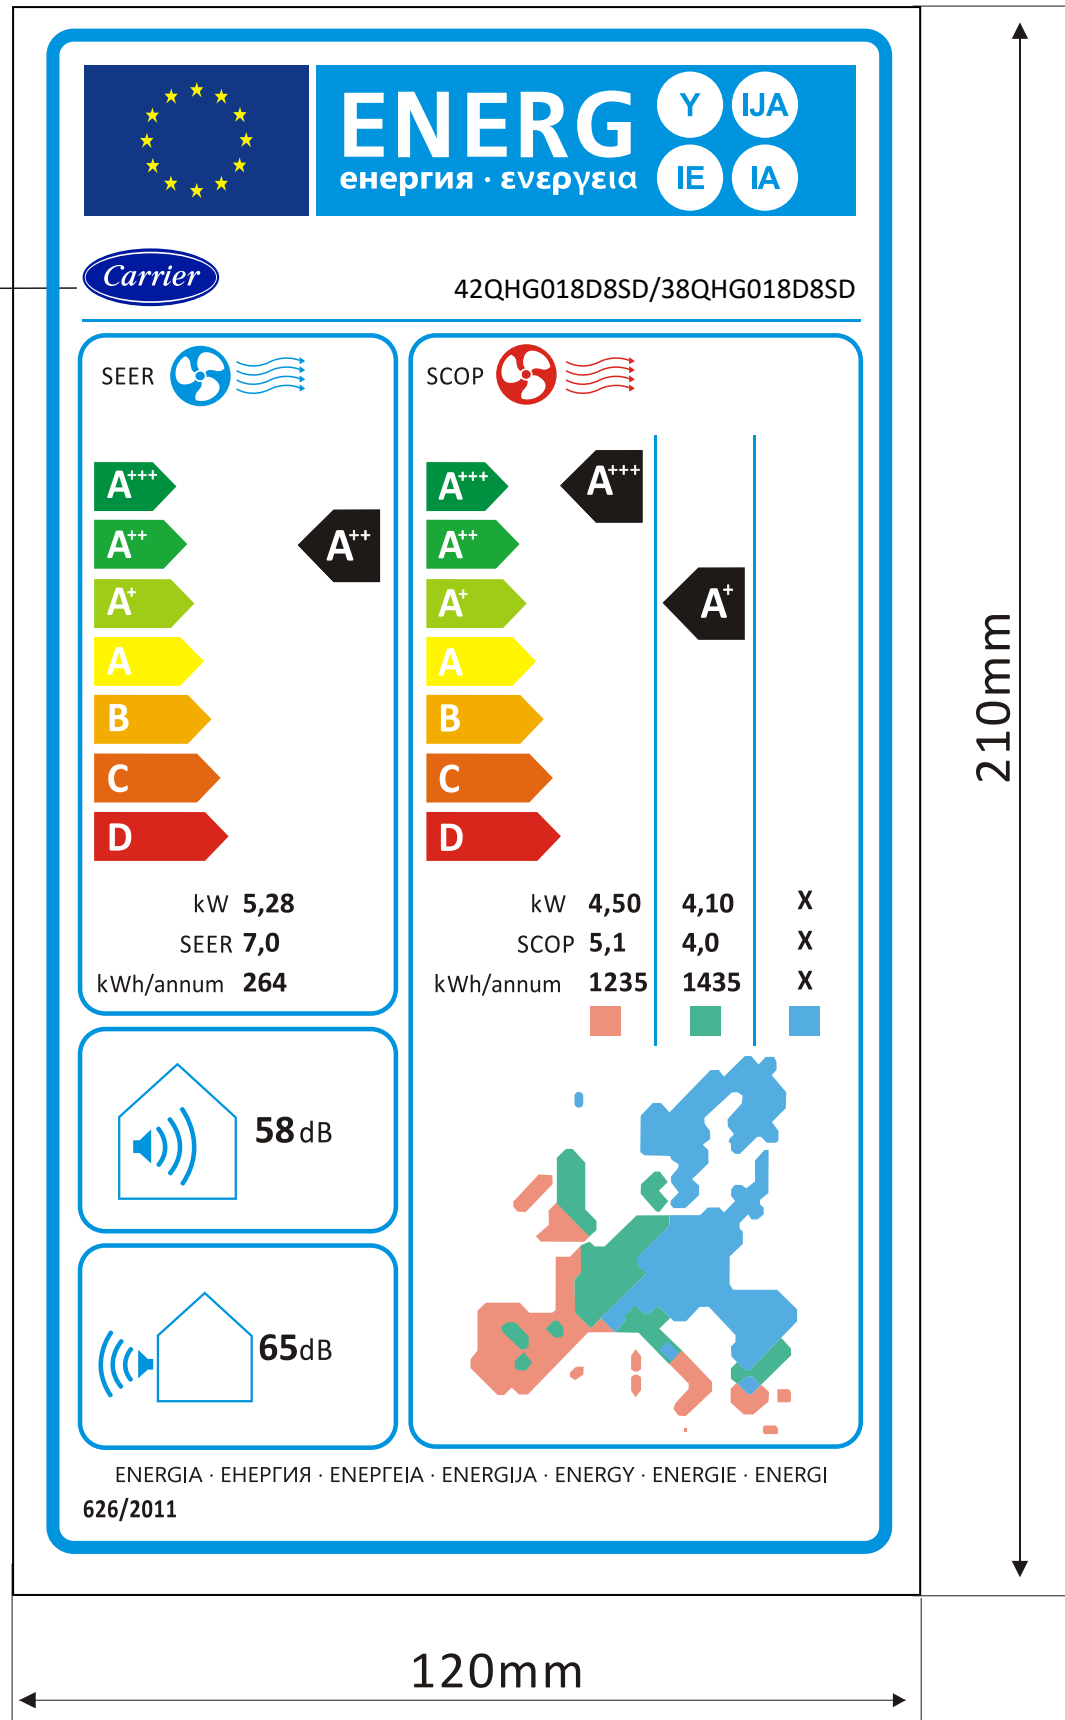 ENERG
енергия · ενεργεια
Y IJA
IE IA
Carrier
42QHG018D8SD/38QHG018D8SD
SEER
A+++
A++
A+
A
B
C
D
A++
kW 5,28
SEER 7,0
kWh/annum 264
SCOP
A+++
A++
A+
A
B
C
D
A+++
A+
kW 4,50 4,10 X
SCOP 5,1 4,0 X
kWh/annum 1235 1435 X
58 dB
65dB
ENERGIA · ЕНЕРГИЯ · ΕΝΕΡΓΕΙΑ · ENERGIJA · ENERGY · ENERGIE · ENERGI
626/2011
210mm
120mm